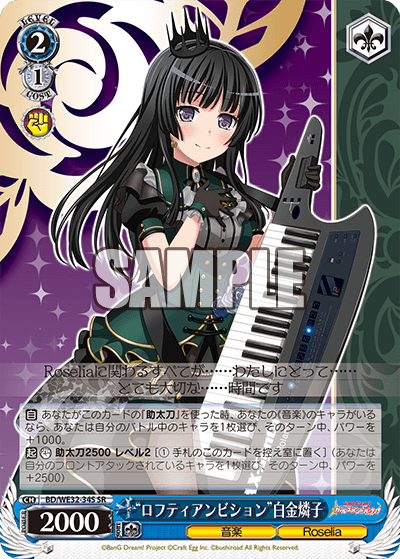 LEVEL
2
1
COST
SAMPLE
Roseliaに関わるすべてが……わたしにとって……
とても大切な……時間です
【自】 あなたがこのカードの「助太刀」を使った時、あなたの《音楽》のキャラがいる
なら、あなたは自分のバトル中のキャラを1枚選び、そのターン中、パワーを
+1000。
【起】 助太刀2500 レベル2 [① 手札のこのカードを控え室に置く] (あなたは
自分のフロントアタックされているキャラを1枚選び、そのターン中、パワーを
+2500)
CH BD/WE32-34S SR
2000
“ロフティアンビション”白金燐子
音楽
Roselia
©BanG Dream! Project ©Craft Egg Inc. ©bushiroad All Rights Reserved.